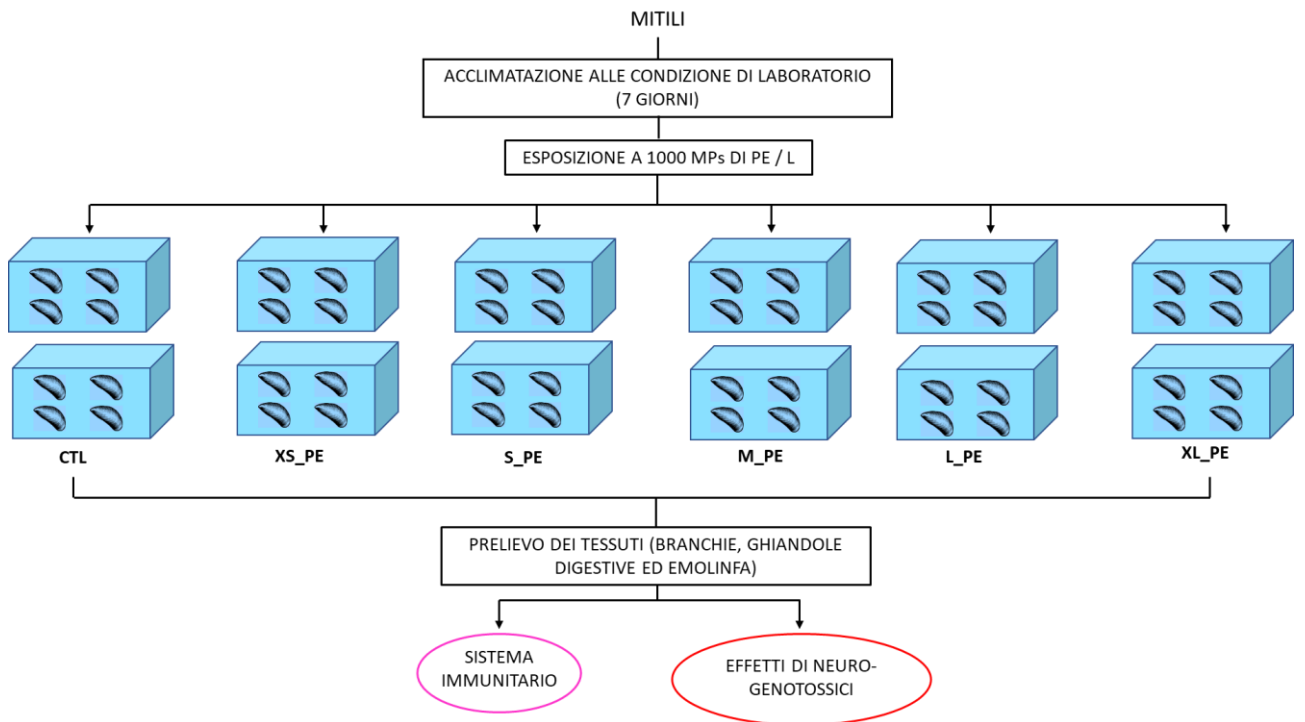 MITILI
ACCLIMATAZIONE ALLE CONDIZIONE DI LABORATORIO
(7 GIORNI)
ESPOSIZIONE A 1000 MPs DI PE / L
CTL
XS_PE
S_PE
M_PE
L_PE
XL_PE
PRELIEVO DEI TESSUTI (BRANCHIE, GHIANDOLE
DIGESTIVE ED EMOLINFA)
SISTEMA
IMMUNITARIO
EFFETTI DI NEURO-
GENOTOSSICI